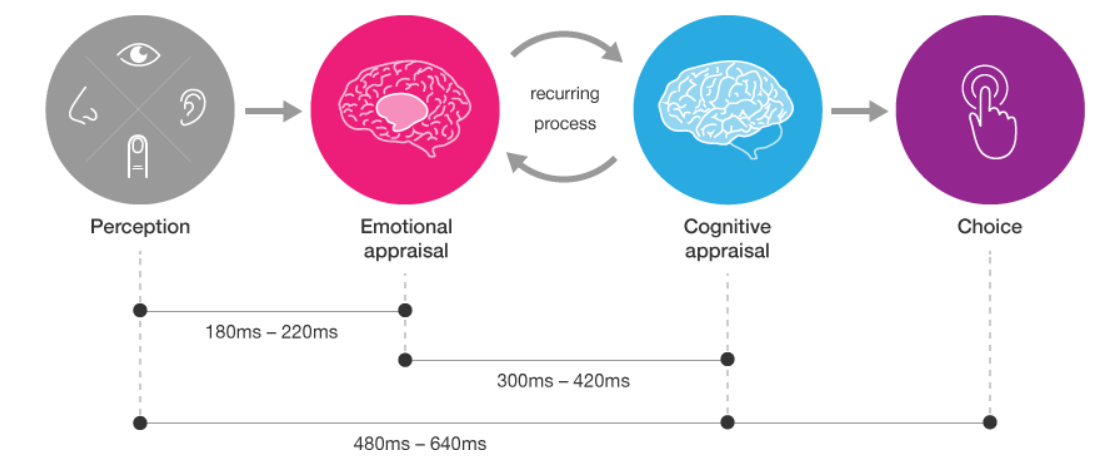 recurring
process
Perception
Emotional
appraisal
Cognitive
appraisal
Choice
180ms – 220ms
300ms – 420ms
480ms – 640ms